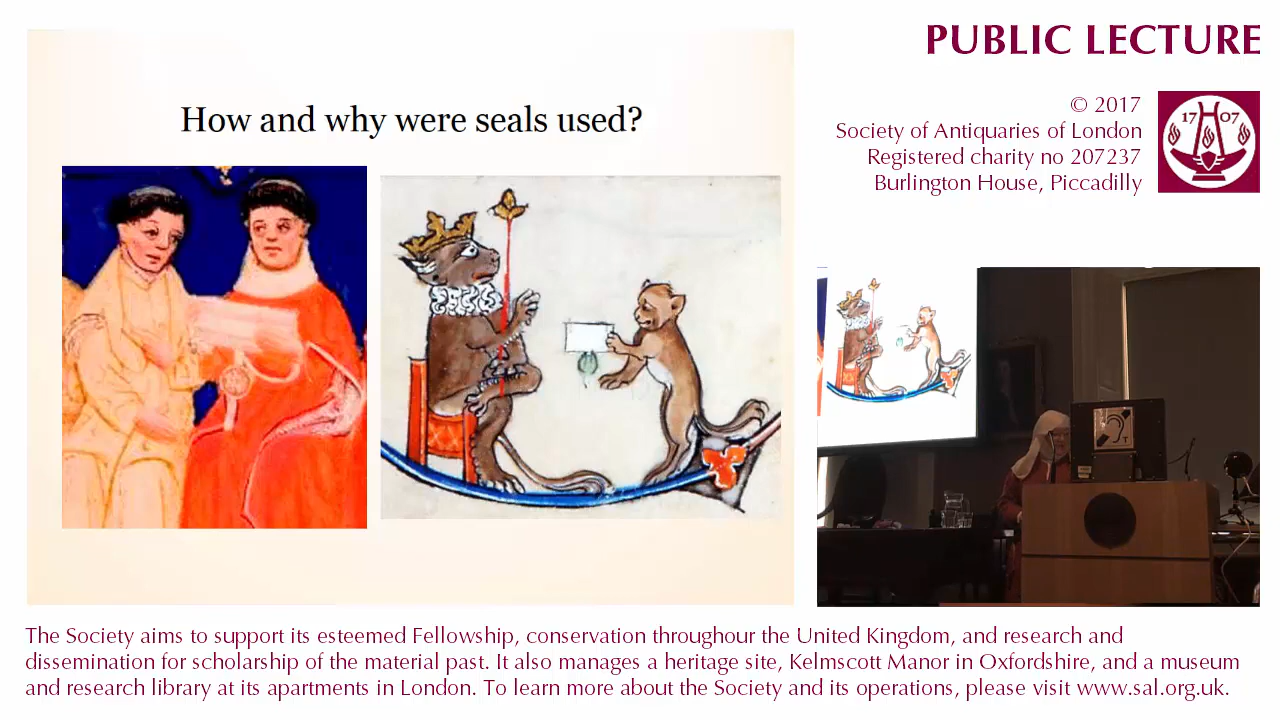 How and why were seals used?
PUBLIC LECTURE
© 2017
Society of Antiquaries of London
Registered charity no 207237
Burlington House, Piccadilly
17 07
T
The Society aims to support its esteemed Fellowship, conservation throughour the United Kingdom, and research and
dissemination for scholarship of the material past. It also manages a heritage site, Kelmscott Manor in Oxfordshire, and a museum
and research library at its apartments in London. To learn more about the Society and its operations, please visit www.sal.org.uk.